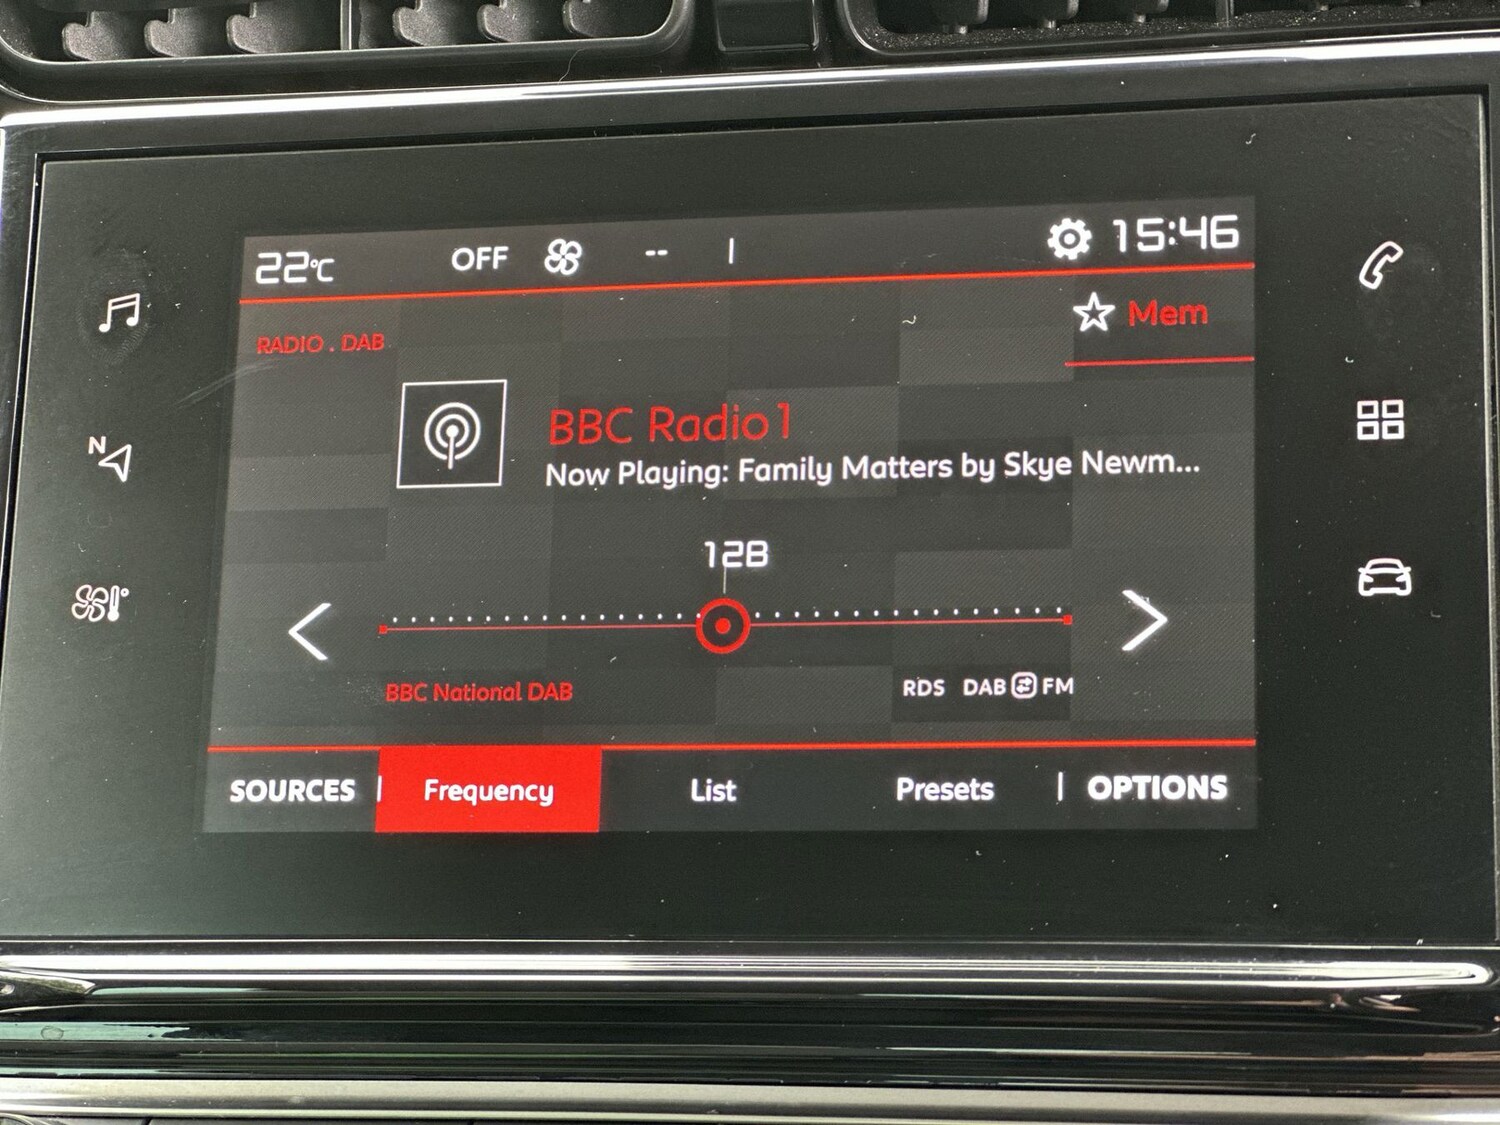 22°C OFF -- 15:46
Mem
RADIO . DAB
BBC Radio 1
Now Playing: Family Matters by Skye Newm...
12B
BBC National DAB RDS DAB FM
SOURCES Frequency List Presets OPTIONS
N